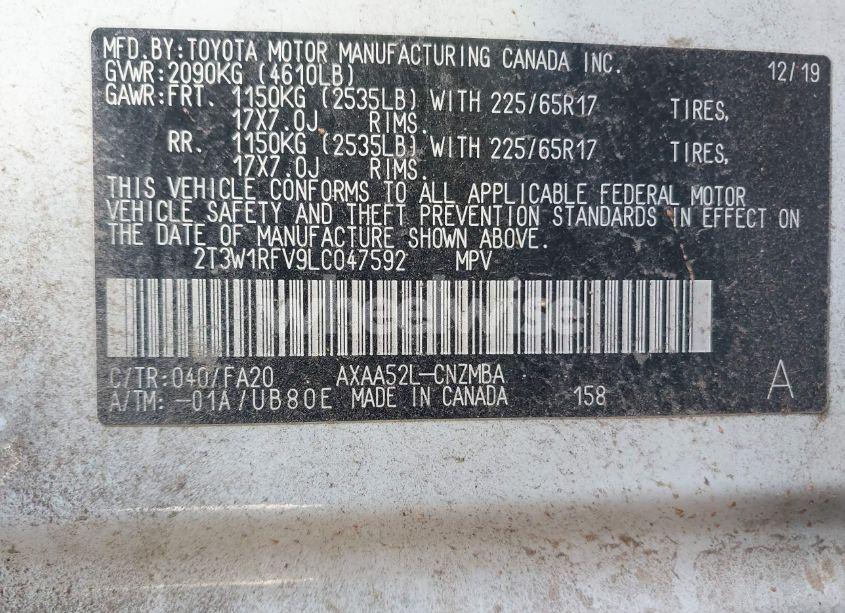 MFD.BY:TOYOTA MOTOR MANUFACTURING CANADA INC. 12/19
GVWR:2090KG (4610LB)
GAWR:FRT. 1150KG (2535LB) WITH 225/65R17 TIRES,
17X7.0J RIMS.
RR. 1150KG (2535LB) WITH 225/65R17 TIRES,
17X7.0J RIMS.
THIS VEHICLE CONFORMS TO ALL APPLICABLE FEDERAL MOTOR
VEHICLE SAFETY AND THEFT PREVENTION STANDARDS IN EFFECT ON
THE DATE OF MANUFACTURE SHOWN ABOVE.
2T3W1RFV9LC047592 MPV
wheelwise
C/TR:040/FA20 AXAA52L-CNZMBA
A/TM:-01A/UB80E MADE IN CANADA 158 A